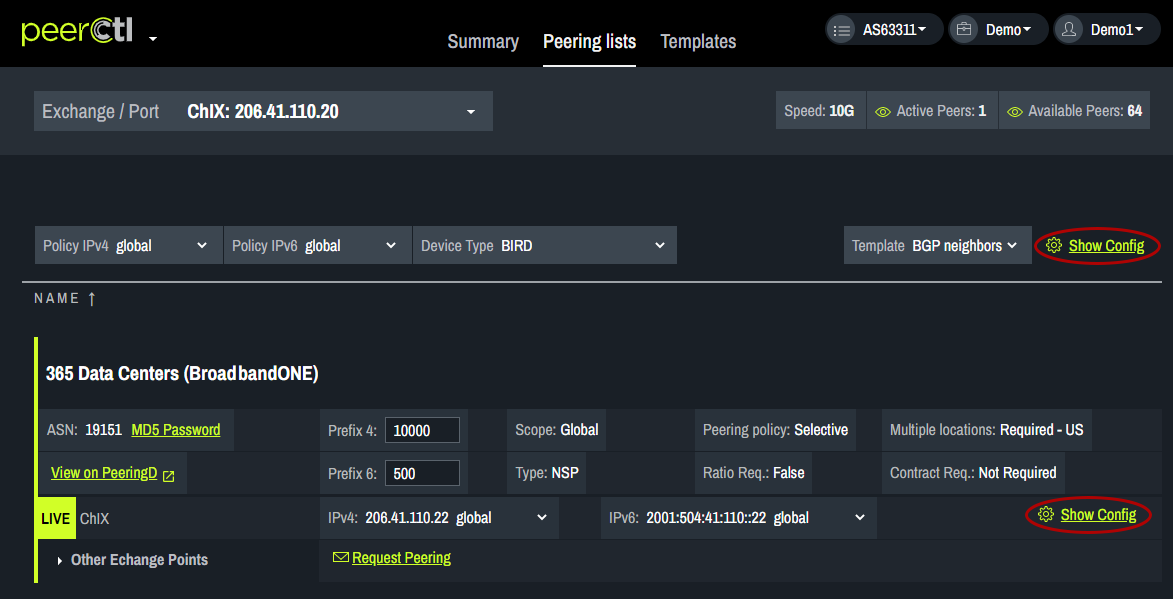 peerCtl
Summary Peering lists Templates
AS63311 Demo Demo1
Exchange / Port ChIX: 206.41.110.20
Speed: 10G Active Peers: 1 Available Peers: 64
Policy IPv4 global Policy IPv6 global Device Type BIRD Template BGP neighbors Show Config
NAME ↑
365 Data Centers (BroadbandONE)
ASN: 19151 MD5 Password Prefix 4: 10000 Scope: Global Peering policy: Selective Multiple locations: Required - US
View on PeeringD Prefix 6: 500 Type: NSP Ratio Req.: False Contract Req.: Not Required
LIVE ChIX IPv4: 206.41.110.22 global IPv6: 2001:504:41:110::22 global Show Config
Other Echange Points Request Peering